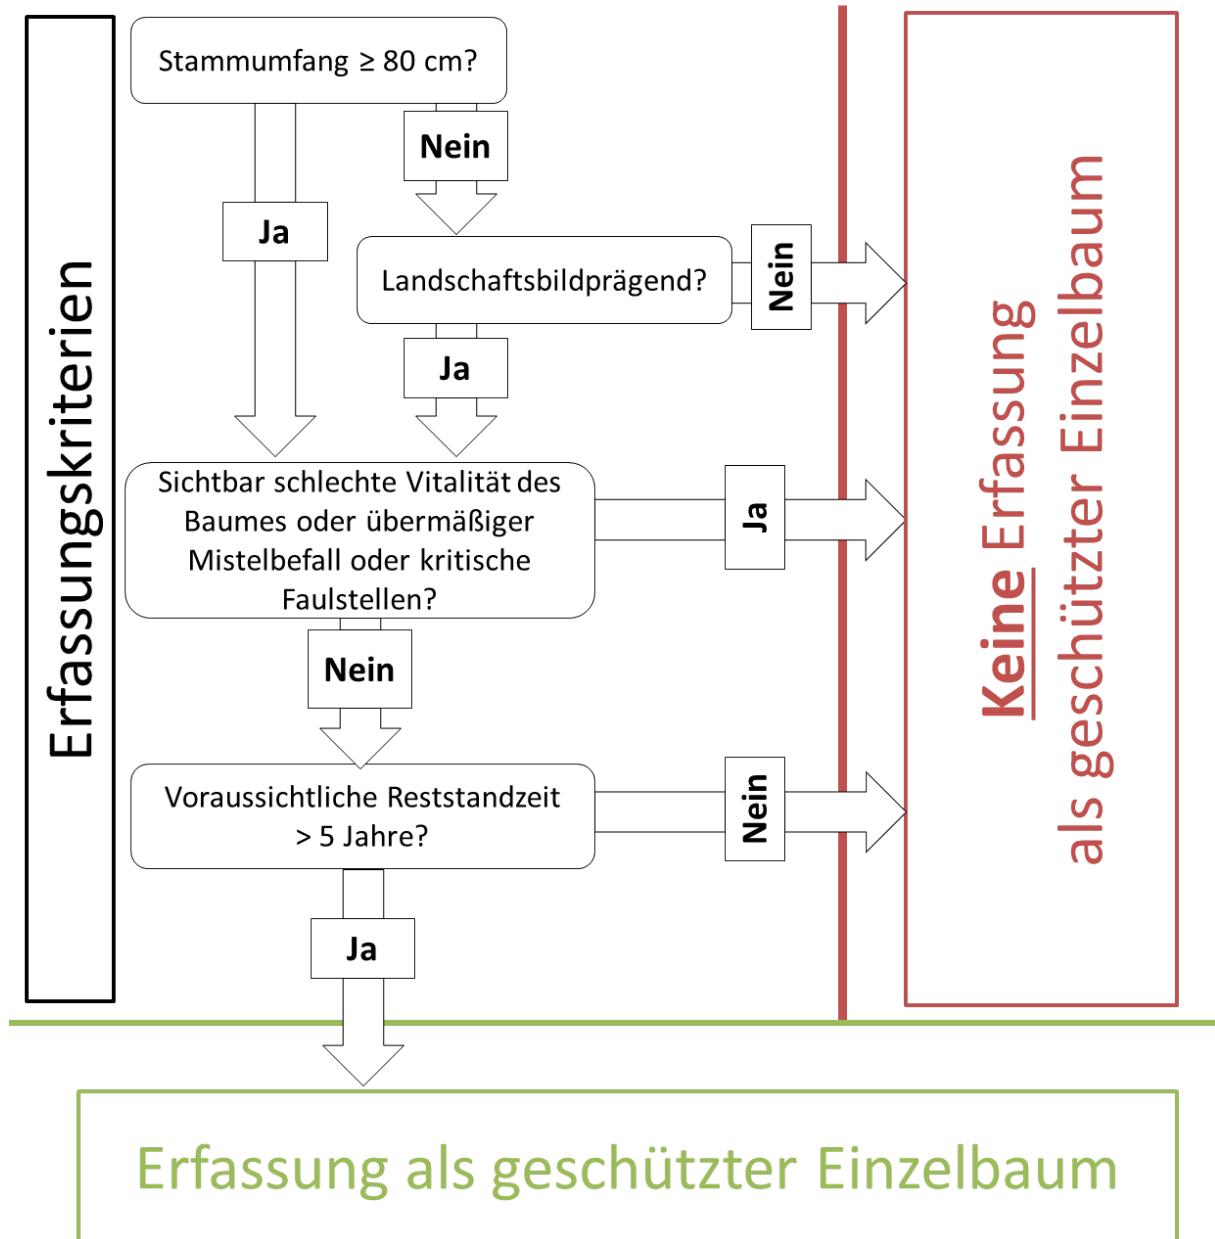 Erfassungskriterien
Stammumfang ≥ 80 cm?
Nein
Ja
Landschaftsbildprägend?
Nein
Ja
Sichtbar schlechte Vitalität des
Baumes oder übermäßiger
Mistelbefall oder kritische
Faulstellen?
Ja
Nein
Voraussichtliche Reststandzeit
> 5 Jahre?
Nein
Ja
Keine Erfassung
als geschützter Einzelbaum
Erfassung als geschützter Einzelbaum